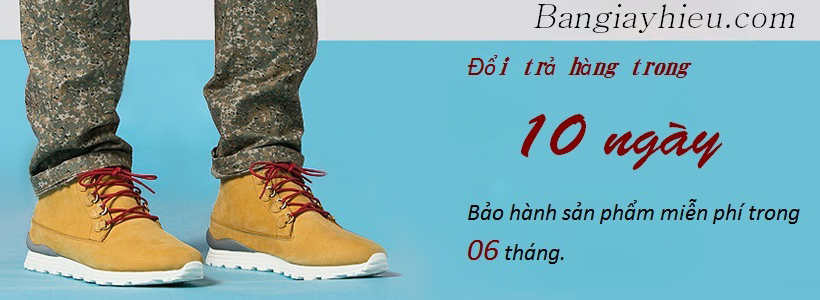 Bangiayhieu.com
Đổi trả hàng trong
10 ngày
Bảo hành sản phẩm miễn phí trong
06 tháng.